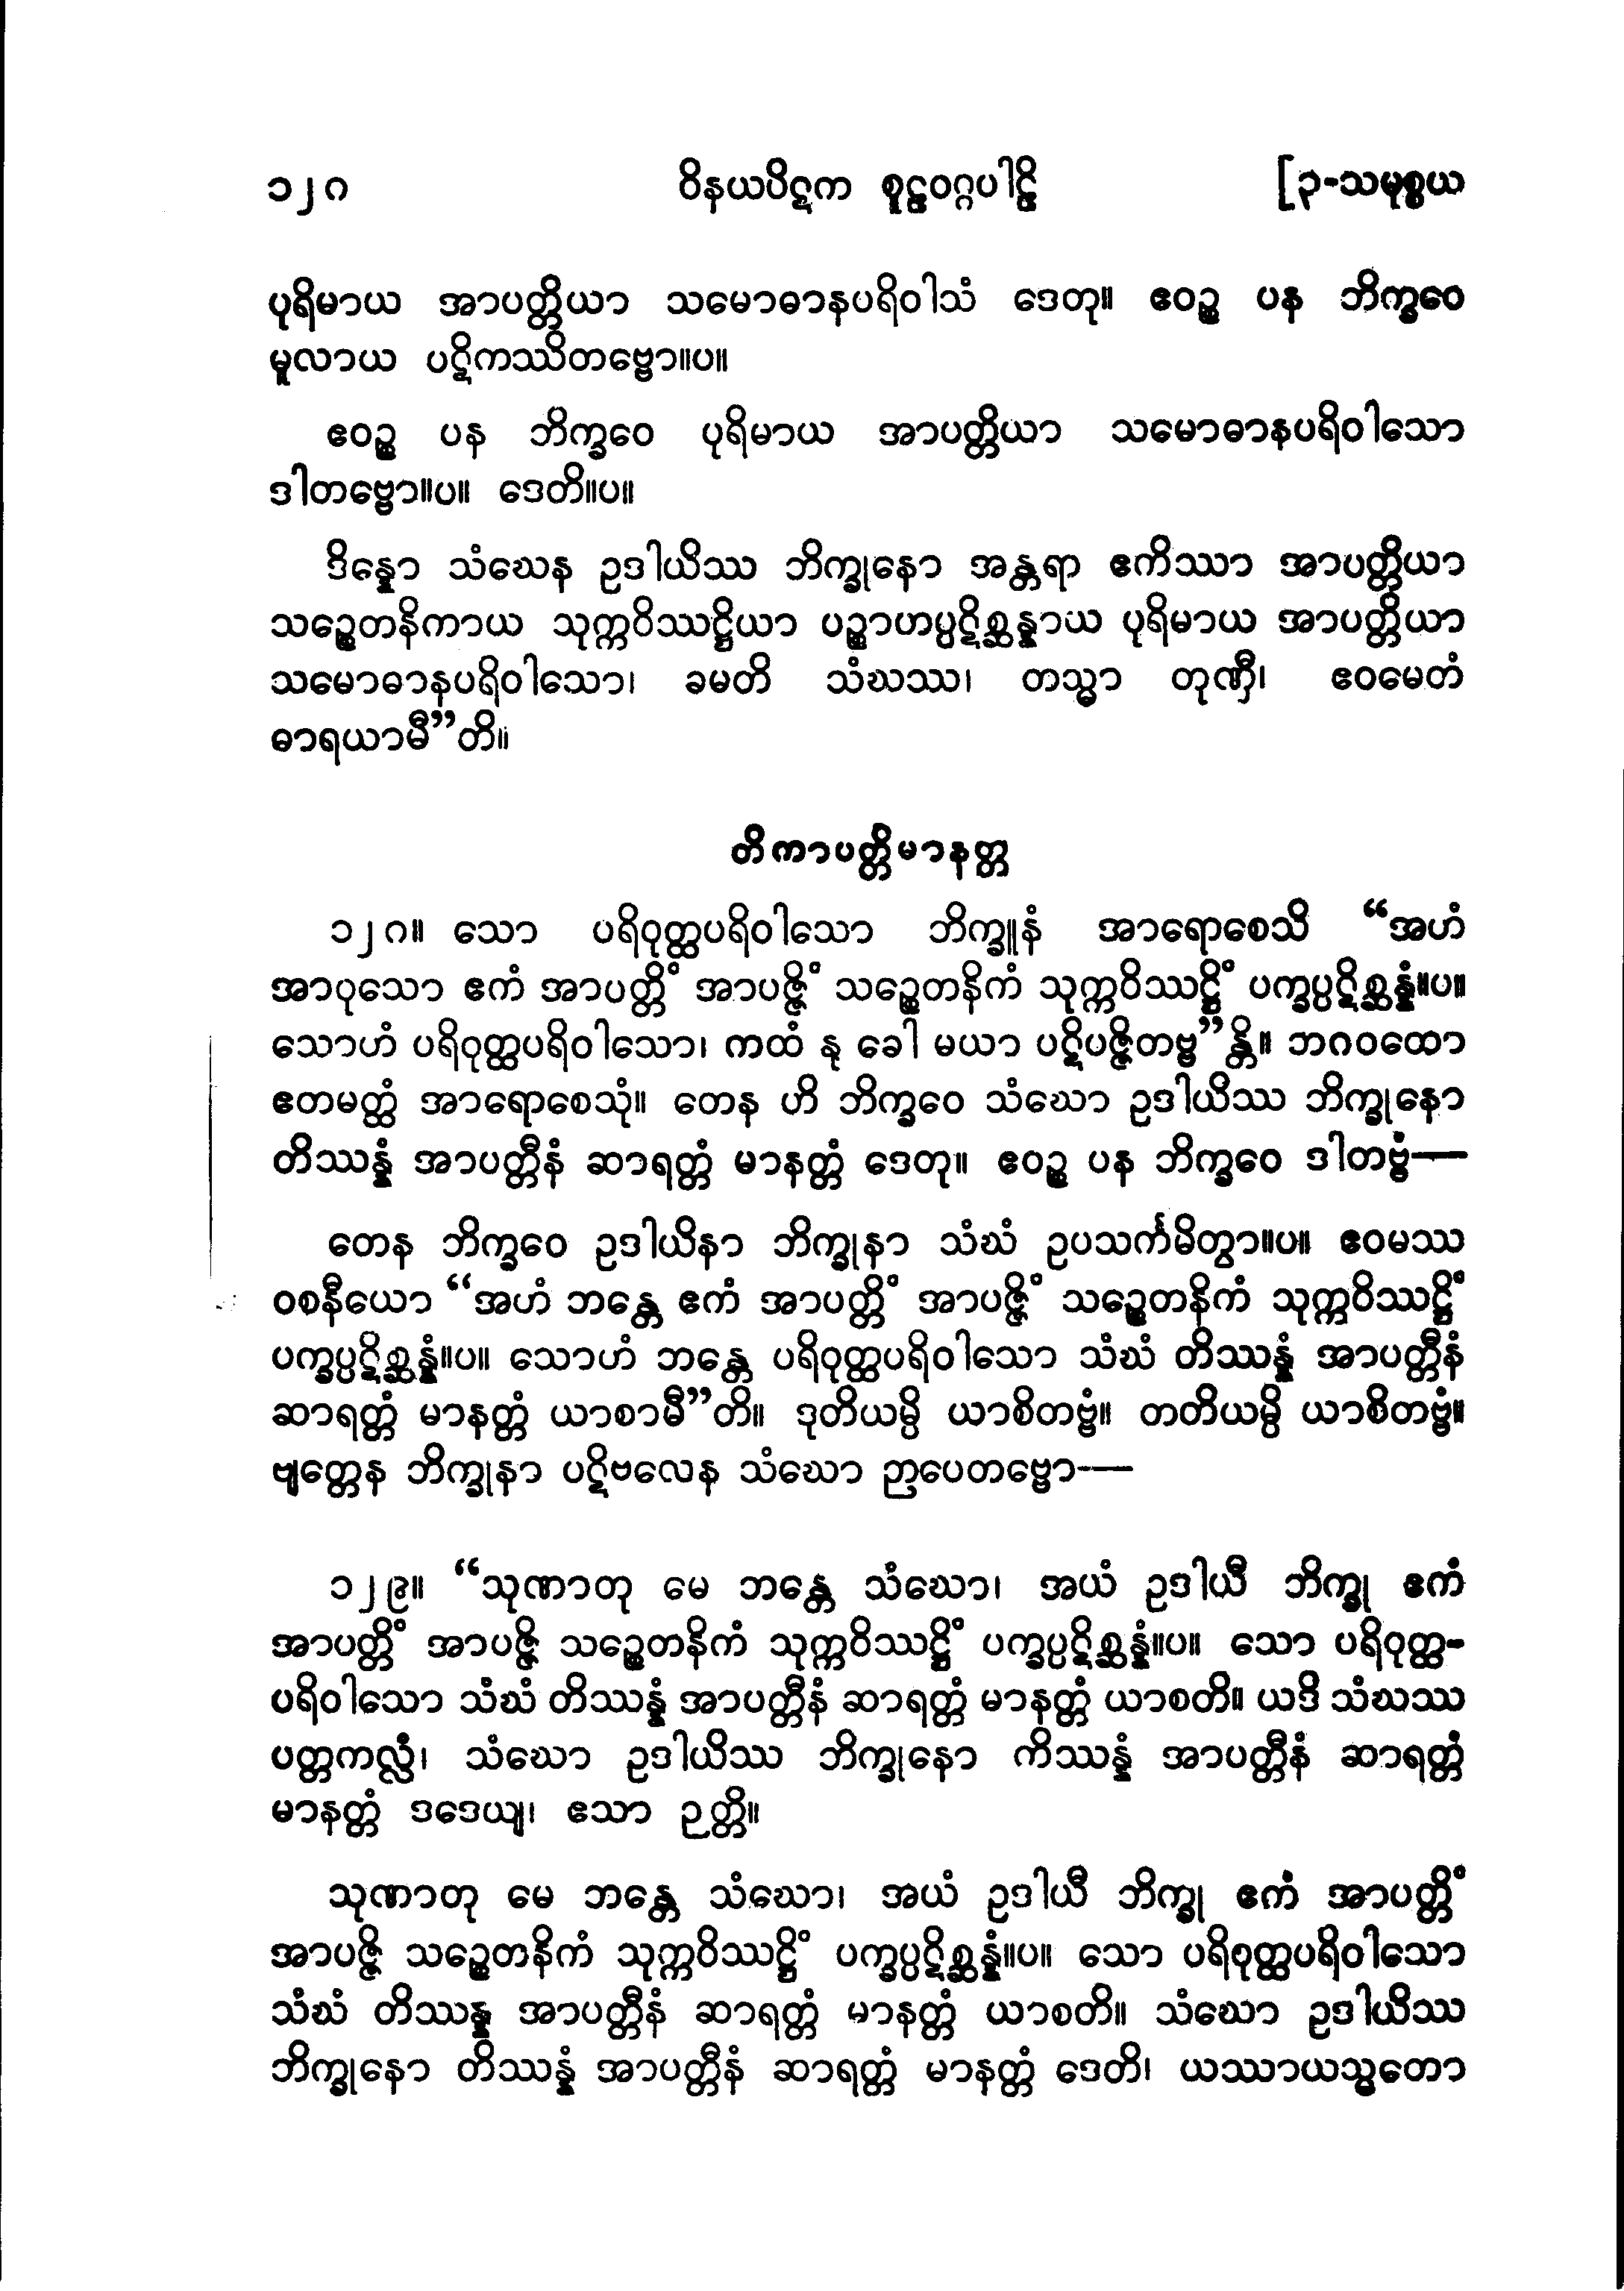 ၁၂၈ ဝိနယပိဋက စူဠဝဂ္ဂပါဠိ [၃-သမုစ္စယ
ပုရိမာယ အာပတ္တိယာ သမောဓာနပရိဝါသံ ဒေတု။ ဧဝဉ္စ ပန ဘိက္ခဝေ
မူလာယ ပဋိကဿိတဗ္ဗော။ပ။
ဧဝဉ္စ ပန ဘိက္ခဝေ ပုရိမာယ အာပတ္တိယာ သမောဓာနပရိဝါသော
ဒါတဗ္ဗော။ပ။ ဒေတိ။ပ။
ဒိန္နော သံဃေန ဥဒါယိဿ ဘိက္ခုနော အန္တရာ ဧကိဿာ အာပတ္တိယာ
သဉ္စေတနိကာယ သုက္ကဝိဿဋ္ဌိယာ ပဉ္စာဟပ္ပဋိစ္ဆန္နာယ ပုရိမာယ အာပတ္တိယာ
သမောဓာနပရိဝါသော၊ ခမတိ သံဃဿ၊ တသ္မာ တုဏှီ၊ ဧဝမေတံ
ဓာရယာမီ”တိ။
တိကာပတ္တိမာနတ္တ
၁၂၈။ သော ပရိဝုတ္ထပရိဝါသော ဘိက္ခူနံ အာရောစေသိ “အဟံ
အာဝုသော ဧကံ အာပတ္တိံ အာပဇ္ဇိံ သဉ္စေတနိကံ သုက္ကဝိဿဋ္ဌိံ ပက္ခပ္ပဋိစ္ဆန္နံ။ပ။
သောဟံ ပရိဝုတ္ထပရိဝါသော၊ ကထံ နု ခေါ မယာ ပဋိပဇ္ဇိတဗ္ဗ”န္တိ။ ဘဂဝထော
ဧတမတ္ထံ အာရောစေသုံ။ တေန ဟိ ဘိက္ခဝေ သံဃော ဥဒါယိဿ ဘိက္ခုနော
တိဿန္နံ အာပတ္တီနံ ဆာရတ္တံ မာနတ္တံ ဒေတု။ ဧဝဉ္စ ပန ဘိက္ခဝေ ဒါတဗ္ဗံ—
တေန ဘိက္ခဝေ ဥဒါယိနာ ဘိက္ခုနာ သံဃံ ဥပသင်္ကမိတွာ။ပ။ ဧဝမဿ
ဝစနီယော “အဟံ ဘန္တေ ဧကံ အာပတ္တိံ အာပဇ္ဇိံ သဉ္စေတနိကံ သုက္ကဝိဿဋ္ဌိံ
ပက္ခပ္ပဋိစ္ဆန္နံ။ပ။ သောဟံ ဘန္တေ ပရိဝုတ္ထပရိဝါသော သံဃံ တိဿန္နံ အာပတ္တီနံ
ဆာရတ္တံ မာနတ္တံ ယာစာမီ”တိ။ ဒုတိယမ္ပိ ယာစိတဗ္ဗံ။ တတိယမ္ပိ ယာစိတဗ္ဗံ။
ဗျတ္တေန ဘိက္ခုနာ ပဋိဗလေန သံဃော ဉာပေတဗ္ဗော—
၁၂၉။ “သုဏာတု မေ ဘန္တေ သံဃော၊ အယံ ဥဒါယီ ဘိက္ခု ဧကံ
အာပတ္တိံ အာပဇ္ဇိ သဉ္စေတနိကံ သုက္ကဝိဿဋ္ဌိံ ပက္ခပ္ပဋိစ္ဆန္နံ။ပ။ သော ပရိဝုတ္ထ-
ပရိဝါသော သံဃံ တိဿန္နံ အာပတ္တီနံ ဆာရတ္တံ မာနတ္တံ ယာစတိ။ ယဒိ သံဃဿ
ပတ္တကလ္လံ၊ သံဃော ဥဒါယိဿ ဘိက္ခုနော ကိဿန္နံ အာပတ္တီနံ ဆာရတ္တံ
မာနတ္တံ ဒဒေယျ၊ ဧသာ ဉတ္တိ။
သုဏာတု မေ ဘန္တေ သံဃော၊ အယံ ဥဒါယီ ဘိက္ခု ဧကံ အာပတ္တိံ
အာပဇ္ဇိ သဉ္စေတနိကံ သုက္ကဝိဿဋ္ဌိံ ပက္ခပ္ပဋိစ္ဆန္နံ။ပ။ သော ပရိစုတ္ထပရိဝါသော
သံဃံ တိဿန္န အာပတ္တီနံ ဆာရတ္တံ မာနတ္တံ ယာစတိ။ သံဃော ဥဒါယိဿ
ဘိက္ခုနော တိဿန္နံ အာပတ္တီနံ ဆာရတ္တံ မာနတ္တံ ဒေတိ၊ ယဿာယသ္မတော